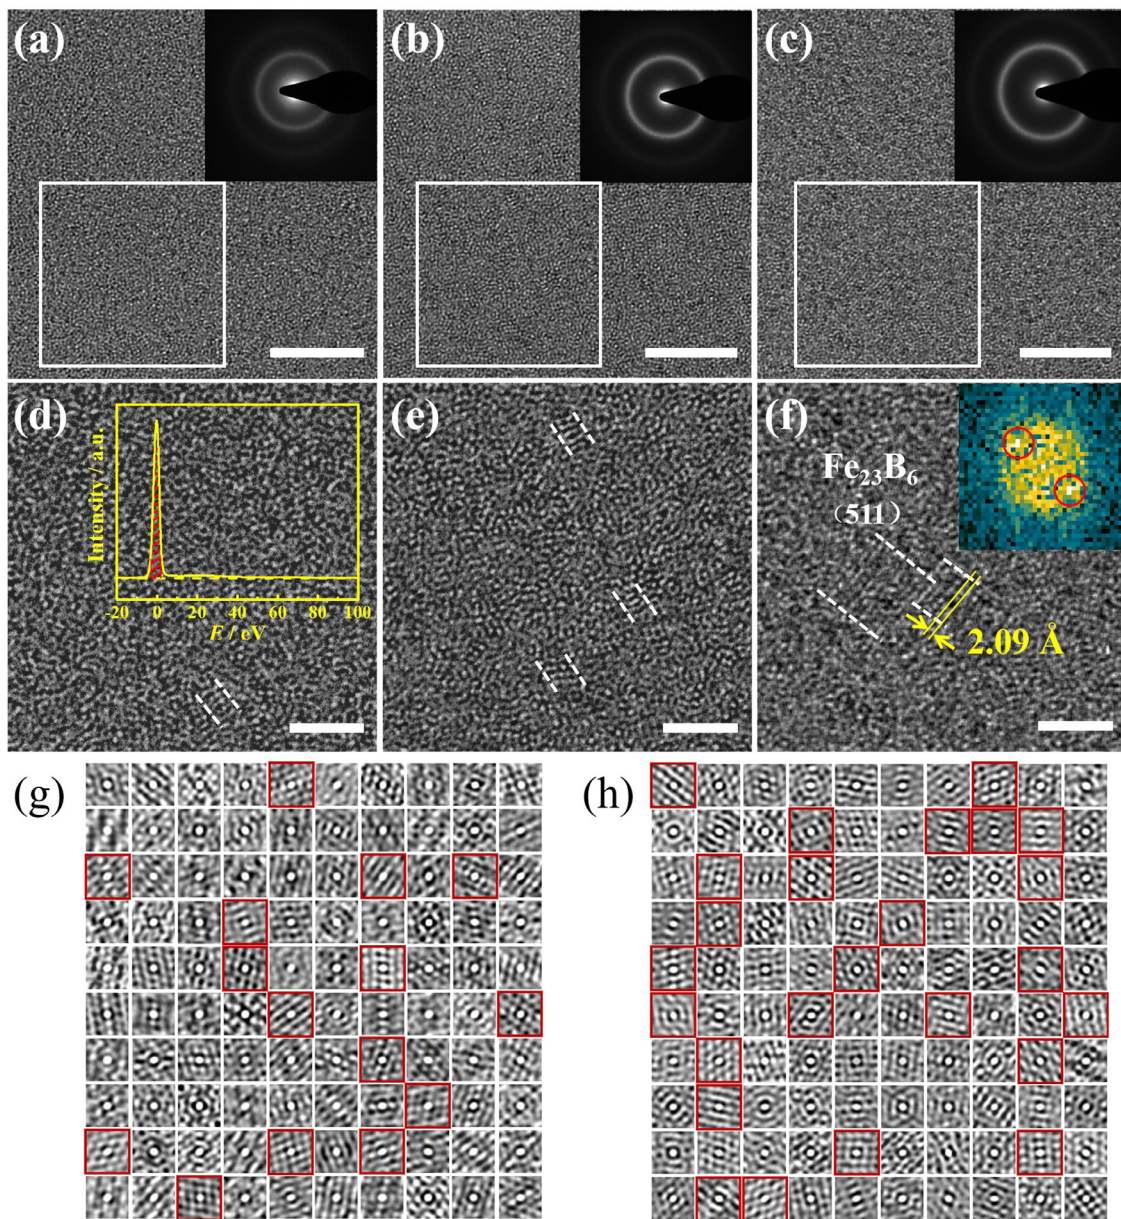 (a)
(b)
(c)
(d)
Intensity / a.u.
-20 0 20 40 60 80 100
E / eV
(e)
(f)
Fe₂₃B₆
（511）
2.09 Å
(g)
(h)